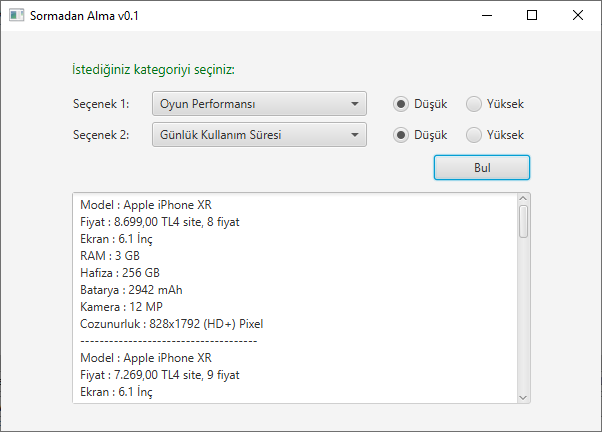 Sormadan Alma v0.1
İstediğiniz kategoriyi seçiniz:
Seçenek 1: Oyun Performansı Düşük Yüksek
Seçenek 2: Günlük Kullanım Süresi Düşük Yüksek
Bul
Model : Apple iPhone XR
Fiyat : 8.699,00 TL4 site, 8 fiyat
Ekran : 6.1 İnç
RAM : 3 GB
Hafiza : 256 GB
Batarya : 2942 mAh
Kamera : 12 MP
Cozunurluk : 828x1792 (HD+) Pixel
-------------------------------------
Model : Apple iPhone XR
Fiyat : 7.269,00 TL4 site, 9 fiyat
Ekran : 6.1 İnç